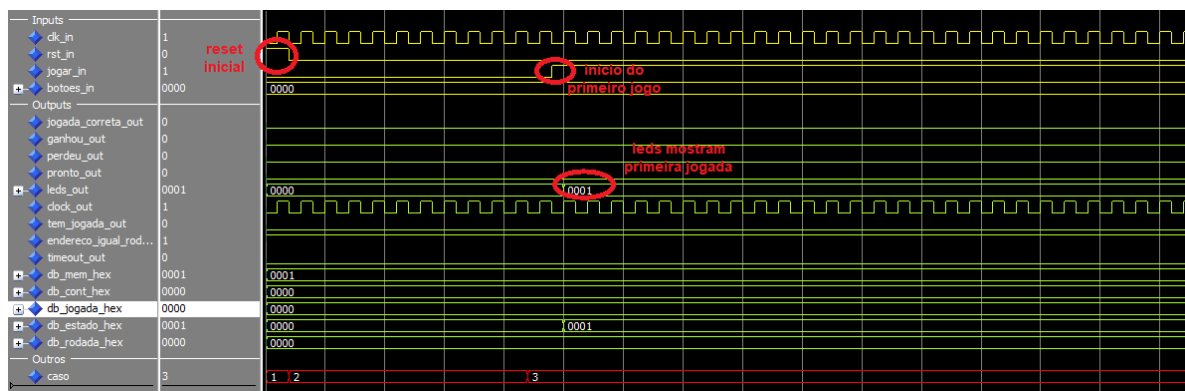 Inputs
clk_in 1
rst_in 0
jogar_in 1
botoes_in 0000 0000
Outputs
jogada_correta_out 0
ganhou_out 0
perdeu_out 0
pronto_out 0
leds_out 0001 0000 0001
clock_out 1
tem_jogada_out 0
endereco_igual_rod... 1
timeout_out 0
db_mem_hex 0001 0001
db_cont_hex 0000 0000
db_jogada_hex 0000 0000
db_estado_hex 0001 0000 0001
db_rodada_hex 0000 0000
Outros
caso 3 1 2 3
reset
inicial
início do
primeiro jogo
leds mostram
primeira jogada